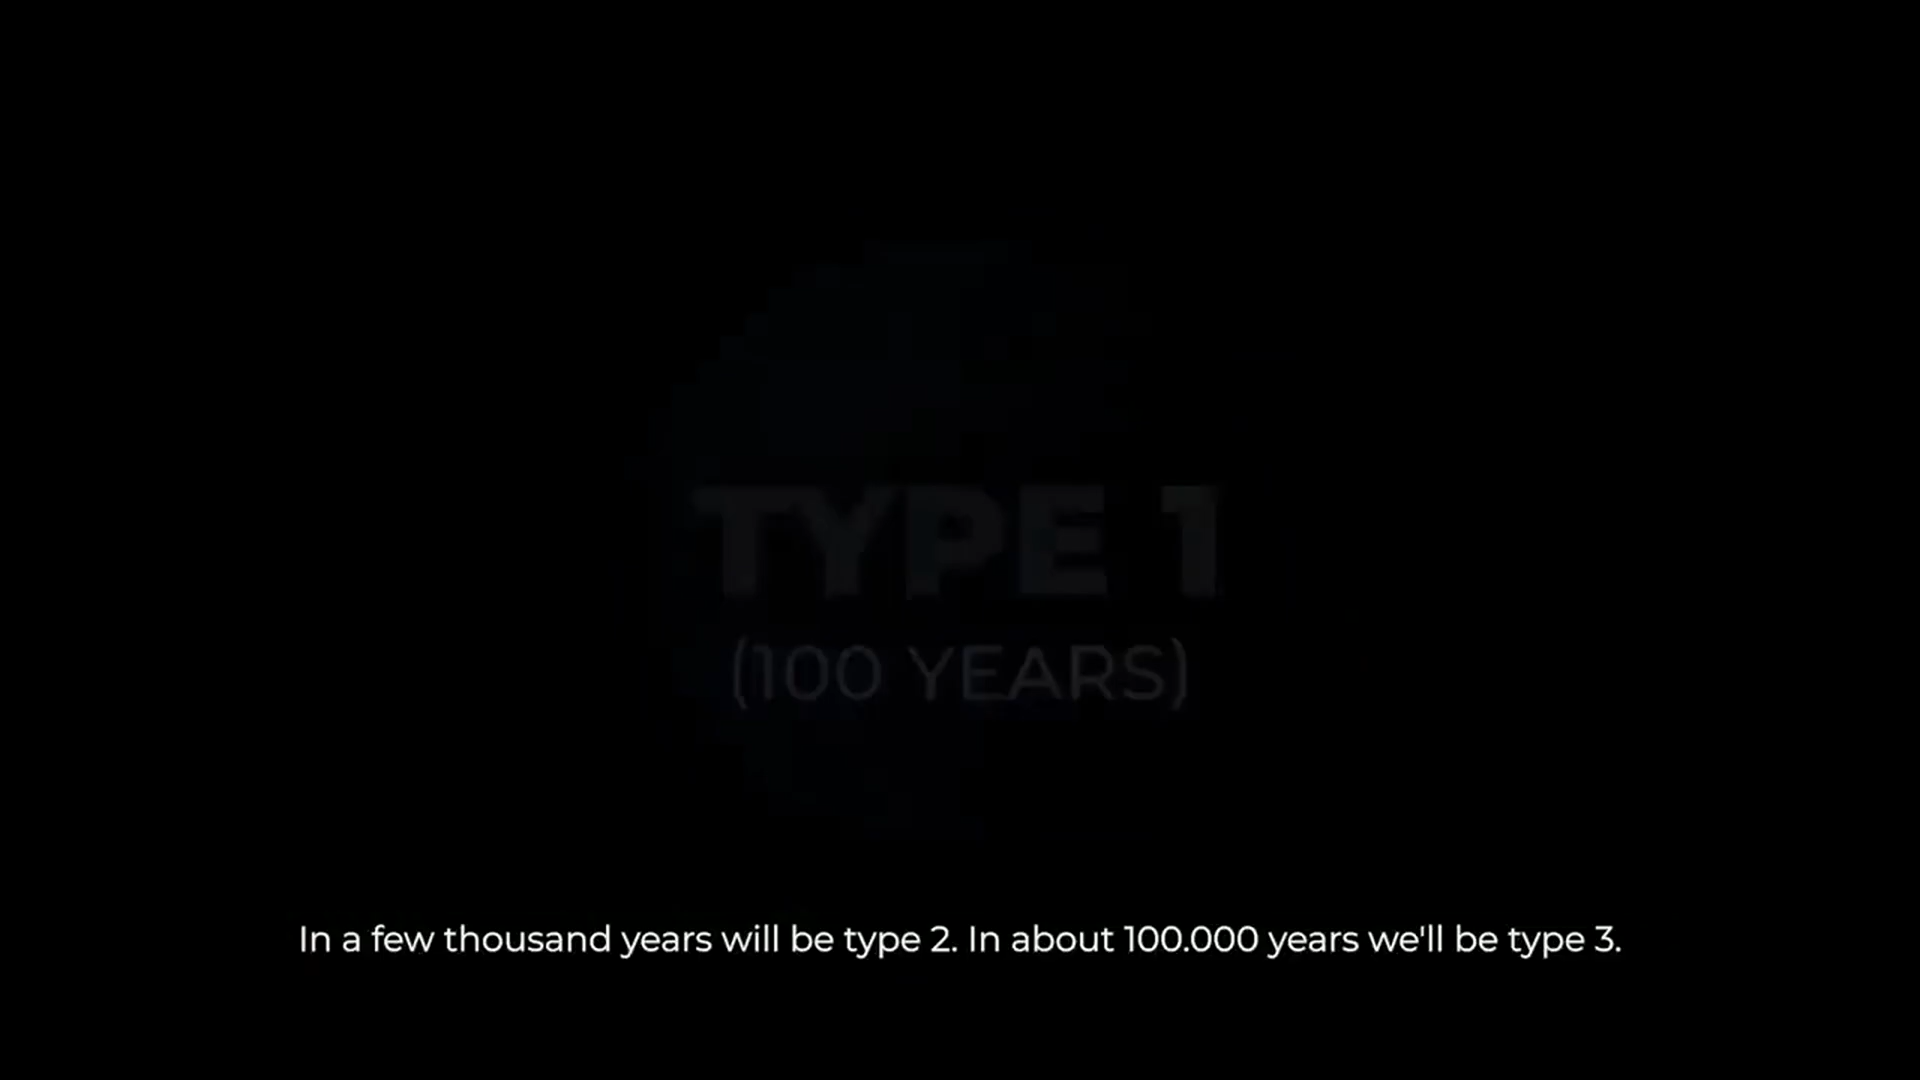 TYPE 1
(100 YEARS)
In a few thousand years will be type 2. In about 100.000 years we'll be type 3.